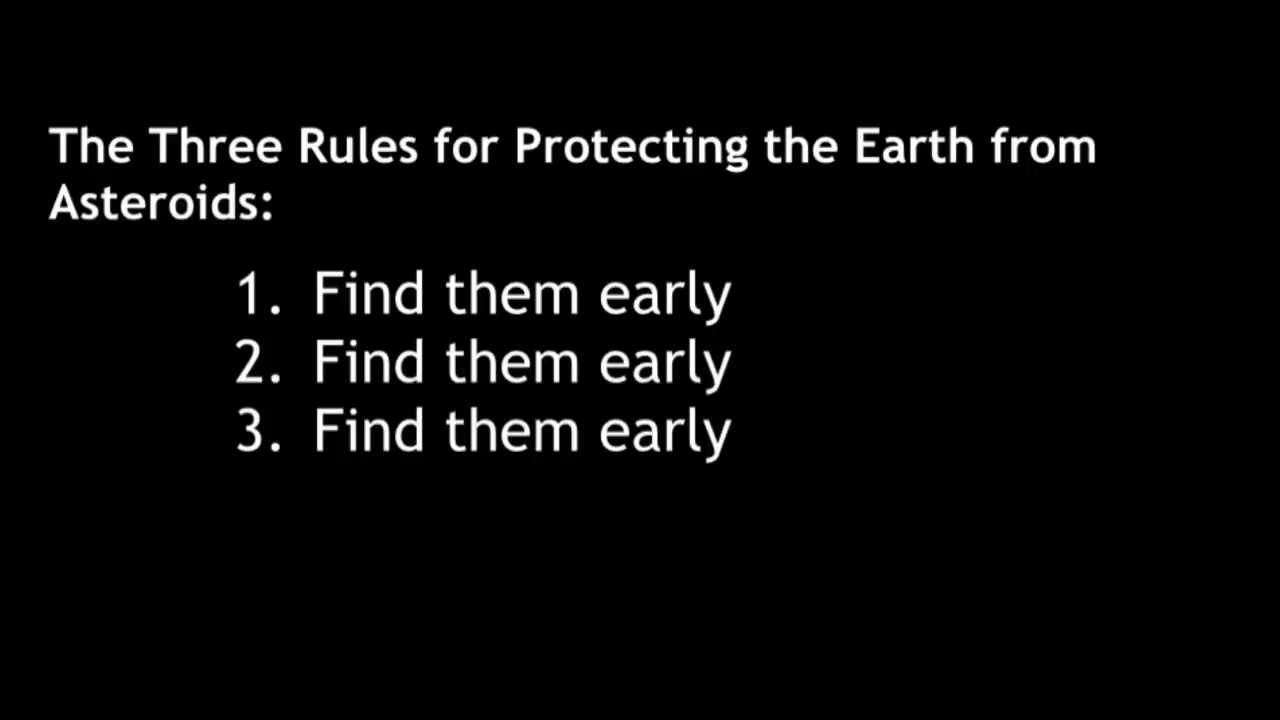 The Three Rules for Protecting the Earth from
Asteroids:
1. Find them early
2. Find them early
3. Find them early